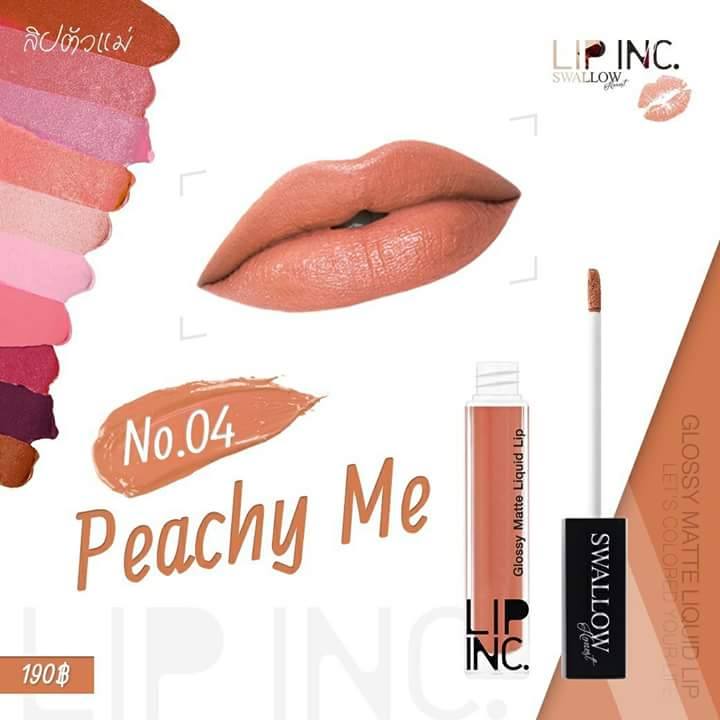 ลิปตัวแม่
LIP INC.
SWALLOW
No.04
Peachy Me
Glossy Matte Liquid Lip
LIP
INC.
SWALLOW
GLOSSY MATTE LIQUID LIP
LET'S COLORED YOUR LIFE
LIP INC.
190฿